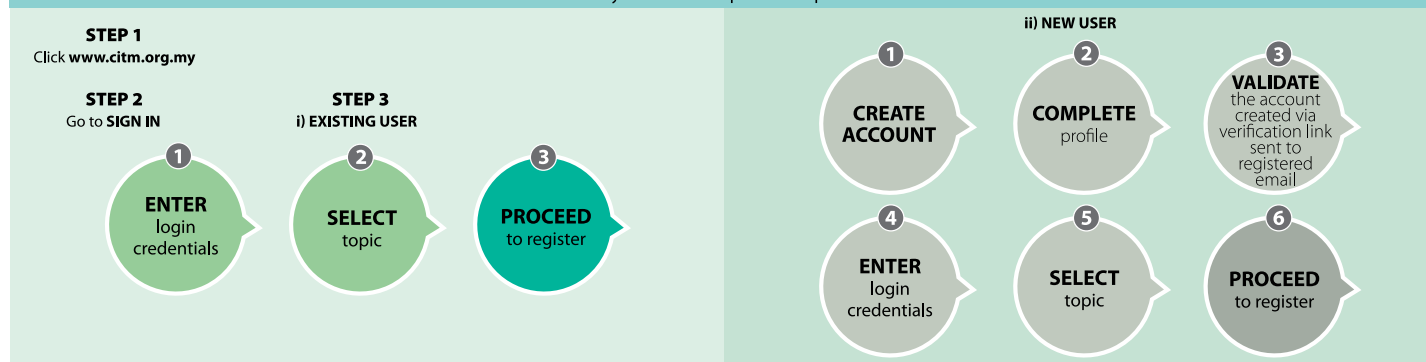 STEP 1
Click www.citm.org.my
STEP 2
Go to SIGN IN
STEP 3
i) EXISTING USER
1
ENTER
login
credentials
2
SELECT
topic
3
PROCEED
to register
ii) NEW USER
1
CREATE
ACCOUNT
2
COMPLETE
profile
3
VALIDATE
the account
created via
verification link
sent to
registered
email
4
ENTER
login
credentials
5
SELECT
topic
6
PROCEED
to register